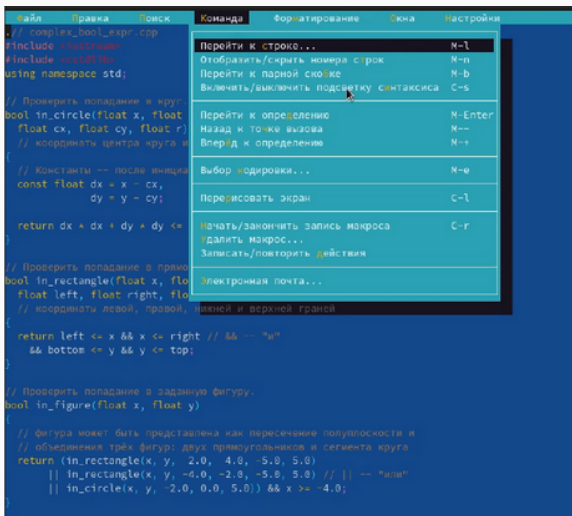 Файл Правка Поиск Команда Форматирование Окна Настройки
// complex_bool_expr.cpp
#include <iostream>
#include <cstdlib>
using namespace std;
Перейти к строке... M-l
Отобразить/скрыть номера строк M-n
Перейти к парной скобке M-b
Включить/выключить подсветку синтаксиса C-s
Перейти к определению M-Enter
Назад к точке вызова M--
Вперёд к определению M-+
Выбор кодировки... M-e
Перерисовать экран C-l
Начать/закончить запись макроса C-r
Удалить макрос...
Записать/повторить действия
Электронная почта...
// Проверить попадание в круг.
bool in_circle(float x, float
float cx, float cy, float r)
// координаты центра круга и
{
// Константы -- после инициа
const float dx = x - cx,
dy = y - cy;
return dx * dx + dy * dy <=
}
// Проверить попадание в прямо
bool in_rectangle(float x, flo
float left, float right, flo
// координаты левой, правой, нижней и верхней граней
{
return left <= x && x <= right // && -- "и"
&& bottom <= y && y <= top;
}
// Проверить попадание в заданную фигуру.
bool in_figure(float x, float y)
{
// фигура может быть представлена как пересечение полуплоскости и
// объединения трёх фигур: двух прямоугольников и сегмента круга
return (in_rectangle(x, y, 2.0, 4.0, -5.0, 5.0)
|| in_rectangle(x, y, -4.0, -2.0, -5.0, 5.0) // || -- "или"
|| in_circle(x, y, -2.0, 0.0, 5.0)) && x >= -4.0;
}